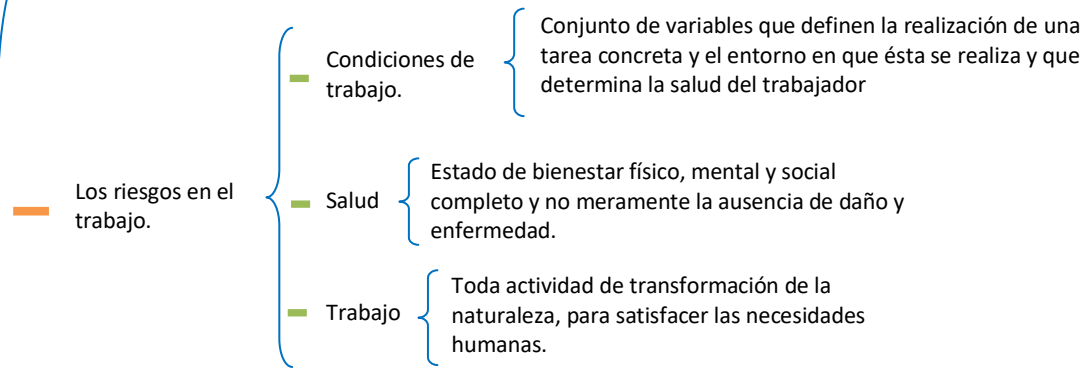 Conjunto de variables que definen la realización de una
tarea concreta y el entorno en que ésta se realiza y que
determina la salud del trabajador
Condiciones de
trabajo.
Los riesgos en el
trabajo.
Salud
Estado de bienestar físico, mental y social
completo y no meramente la ausencia de daño y
enfermedad.
Trabajo
Toda actividad de transformación de la
naturaleza, para satisfacer las necesidades
humanas.